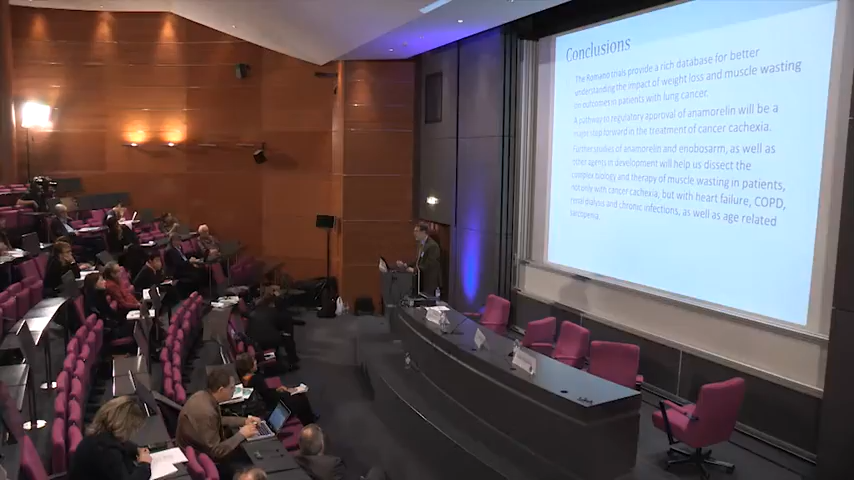 Conclusions
The Romano trials provide a rich database for better
understanding the impact of weight loss and muscle wasting
on outcomes in patients with lung cancer.
A pathway to regulatory approval of anamorelin will be a
major step forward in the treatment of cancer cachexia.
Further studies of anamorelin and enobosarm, as well as
other agents in development will help us dissect the
complex biology and therapy of muscle wasting in patients,
not only with cancer cachexia, but with heart failure, COPD,
renal dialysis and chronic infections, as well as age related
sarcopenia.